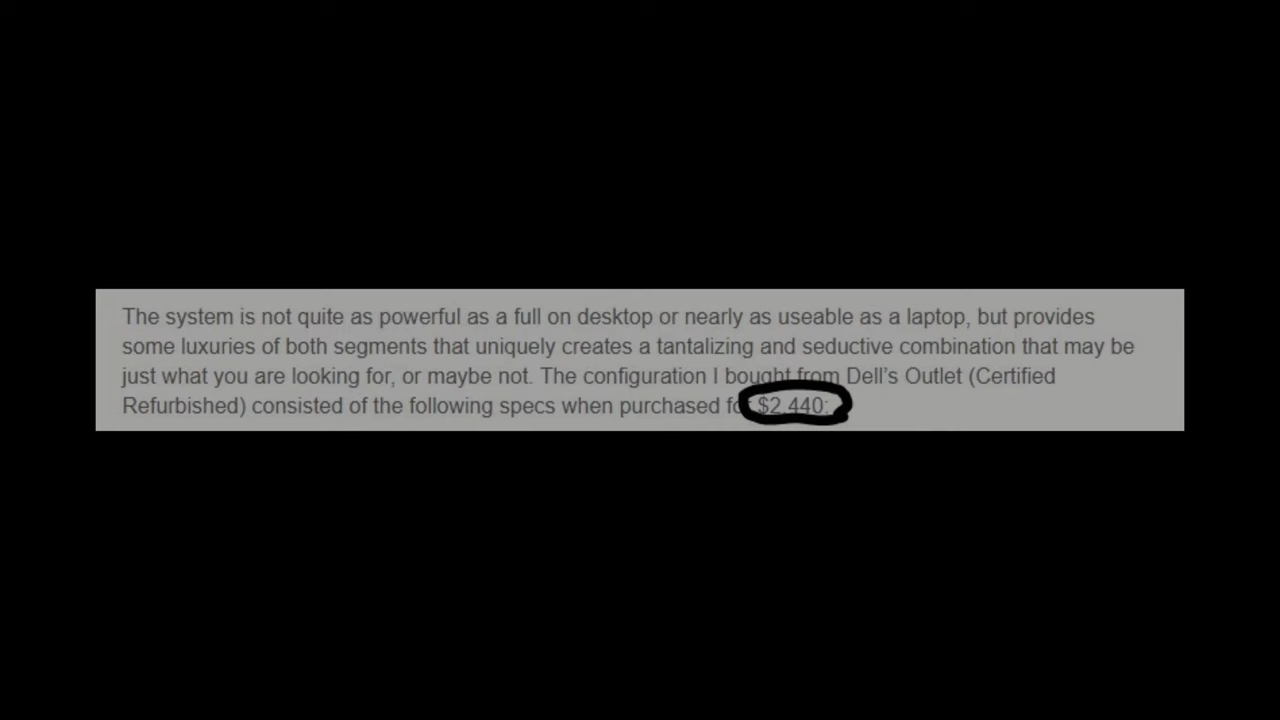 The system is not quite as powerful as a full on desktop or nearly as useable as a laptop, but provides
some luxuries of both segments that uniquely creates a tantalizing and seductive combination that may be
just what you are looking for, or maybe not. The configuration I bought from Dell's Outlet (Certified
Refurbished) consisted of the following specs when purchased for $2,440: